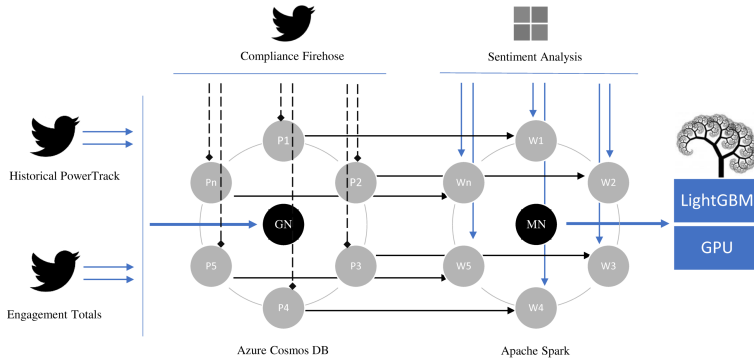 Compliance Firehose
Sentiment Analysis
Historical PowerTrack
P1
W1
Pn
P2
Wn
W2
LightGBM
GN
MN
GPU
P5
P3
W5
W3
Engagement Totals
P4
W4
Azure Cosmos DB
Apache Spark